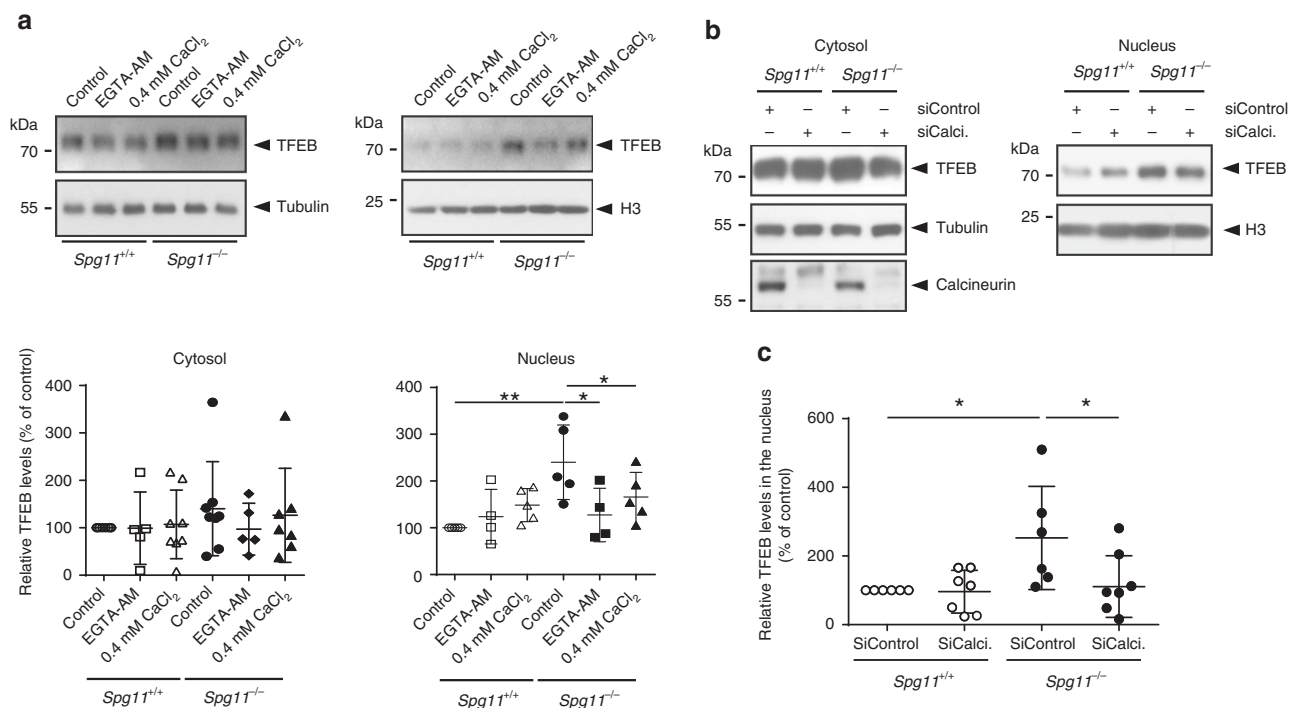 a
Control
EGTA-AM
0.4 mM CaCl₂
Control
EGTA-AM
0.4 mM CaCl₂
kDa
70
TFEB
55
Tubulin
Spg11+/+ Spg11–/–
Control
EGTA-AM
0.4 mM CaCl₂
Control
EGTA-AM
0.4 mM CaCl₂
kDa
70
TFEB
25
H3
Spg11+/+ Spg11–/–
b
Cytosol
Spg11+/+ Spg11–/–
+ – + – siControl
– + – + siCalci.
kDa
70
TFEB
55
Tubulin
55
Calcineurin
Nucleus
Spg11+/+ Spg11–/–
+ – + – siControl
– + – + siCalci.
kDa
70
TFEB
25
H3
Cytosol
Relative TFEB levels (% of control)
400
300
200
100
0
Control
EGTA-AM
0.4 mM CaCl₂
Control
EGTA-AM
0.4 mM CaCl₂
Spg11+/+ Spg11–/–
Nucleus
400
300
200
100
0
**
*
*
Control
EGTA-AM
0.4 mM CaCl₂
Control
EGTA-AM
0.4 mM CaCl₂
Spg11+/+ Spg11–/–
c
Relative TFEB levels in the nucleus
(% of control)
600
400
200
0
* *
SiControl SiCalci. SiControl SiCalci.
Spg11+/+ Spg11–/–